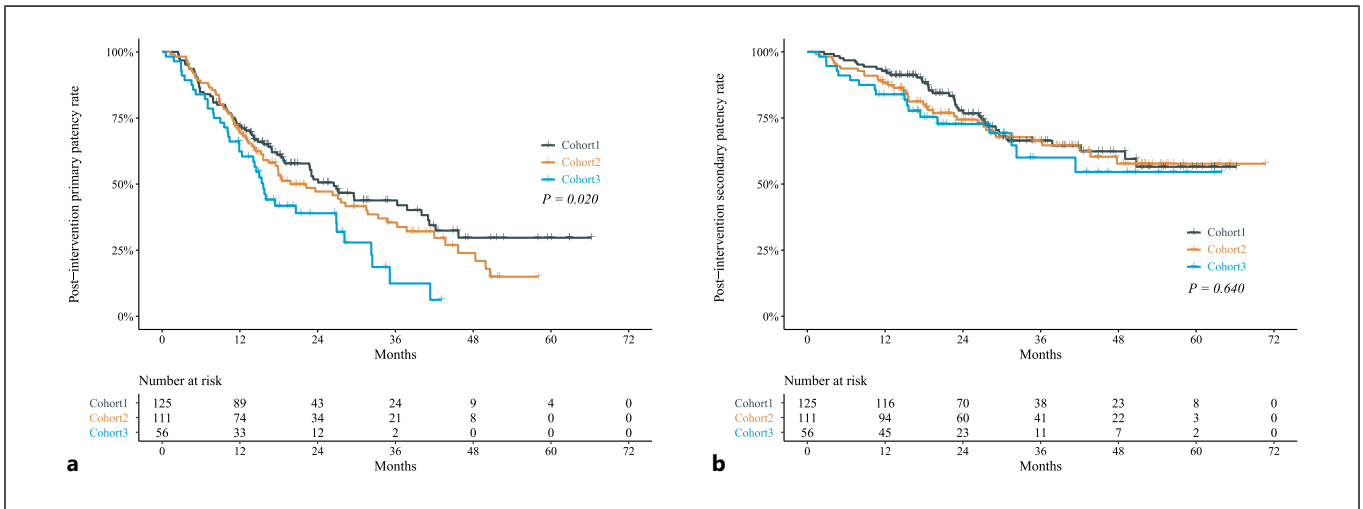 Post−intervention primary patency rate
100%
75%
50%
25%
0%
Cohort1
Cohort2
Cohort3
P = 0.020
0 12 24 36 48 60 72
Months
Number at risk
Cohort1 125 89 43 24 9 4 0
Cohort2 111 74 34 21 8 0 0
Cohort3 56 33 12 2 0 0 0
0 12 24 36 48 60 72
Months
a
Post−intervention secondary patency rate
100%
75%
50%
25%
0%
Cohort1
Cohort2
Cohort3
P = 0.640
0 12 24 36 48 60 72
Months
Number at risk
Cohort1 125 116 70 38 23 8 0
Cohort2 111 94 60 41 22 3 0
Cohort3 56 45 23 11 7 2 0
0 12 24 36 48 60 72
Months
b